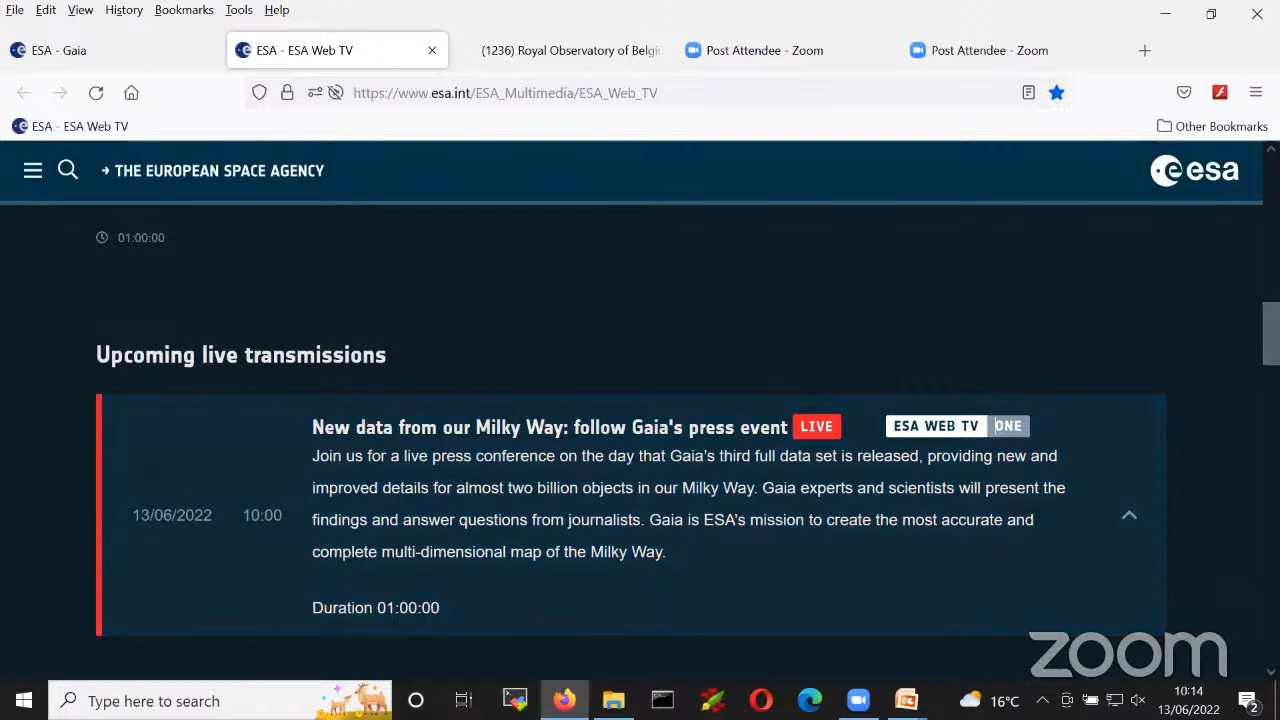 File Edit View History Bookmarks Tools Help
ESA - Gaia
ESA - ESA Web TV
(1236) Royal Observatory of Belgi
Post Attendee - Zoom
Post Attendee - Zoom
https://www.esa.int/ESA_Multimedia/ESA_Web_TV
ESA - ESA Web TV
Other Bookmarks
THE EUROPEAN SPACE AGENCY
esa
01:00:00
Upcoming live transmissions
New data from our Milky Way: follow Gaia's press event LIVE
ESA WEB TV ONE
Join us for a live press conference on the day that Gaia's third full data set is released, providing new and
improved details for almost two billion objects in our Milky Way. Gaia experts and scientists will present the
13/06/2022 10:00
findings and answer questions from journalists. Gaia is ESA's mission to create the most accurate and
complete multi-dimensional map of the Milky Way.
Duration 01:00:00
zoom
Type here to search
16°C
10:14
13/06/2022
2